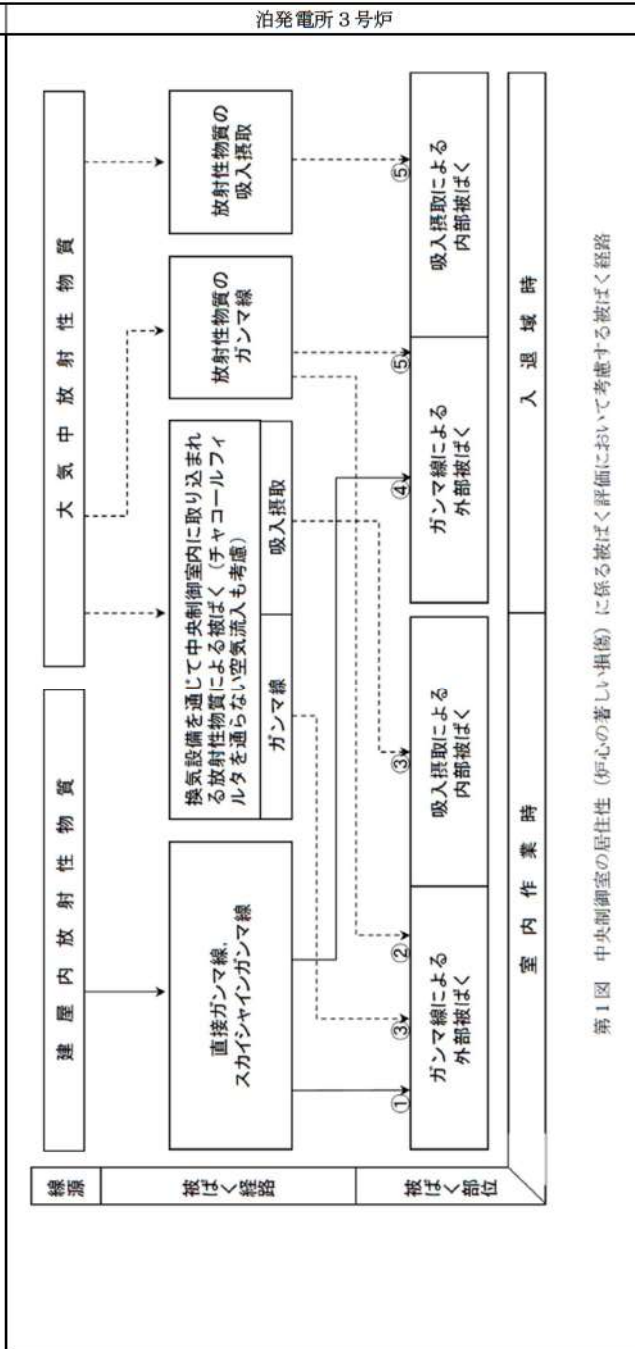 泊発電所3号炉
線源
建屋内放射性物質
大気中放射性物質
被ばく経路
直接ガンマ線,
スカイシャインガンマ線
換気設備を通じて中央制御室内に取り込まれ
る放射性物質による被ばく（チャコールフィ
ルタを通らない空気流入も考慮）
ガンマ線
吸入摂取
放射性物質の
ガンマ線
放射性物質の
吸入摂取
被ばく部位
①
③
②
③
④
⑤
⑤
ガンマ線による
外部被ばく
吸入摂取による
内部被ばく
ガンマ線による
外部被ばく
吸入摂取による
内部被ばく
室内作業時
入退域時
第1図 中央制御室の居住性（炉心の著しい損傷）に係る被ばく評価において考慮する被ばく経路